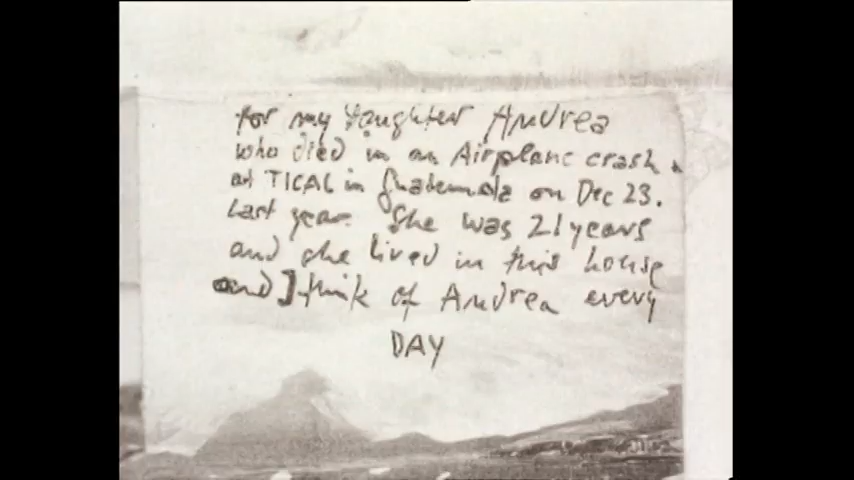 for my Daughter Andrea
who died in an Airplane crash.
at TICAL in Guatemala on Dec 23.
Last year. She was 21 years
and she lived in this house
and I think of Andrea every
DAY